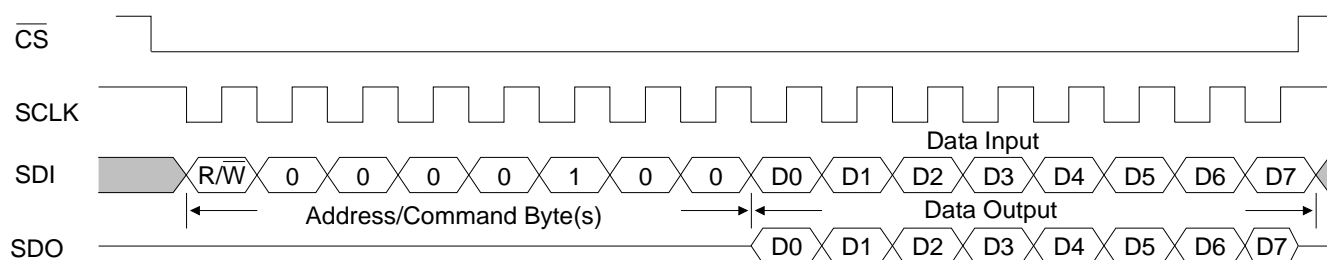 C̅S̅
SCLK
Data Input
SDI R/W̅ 0 0 0 0 1 0 0 D0 D1 D2 D3 D4 D5 D6 D7
Address/Command Byte(s) Data Output
SDO D0 D1 D2 D3 D4 D5 D6 D7